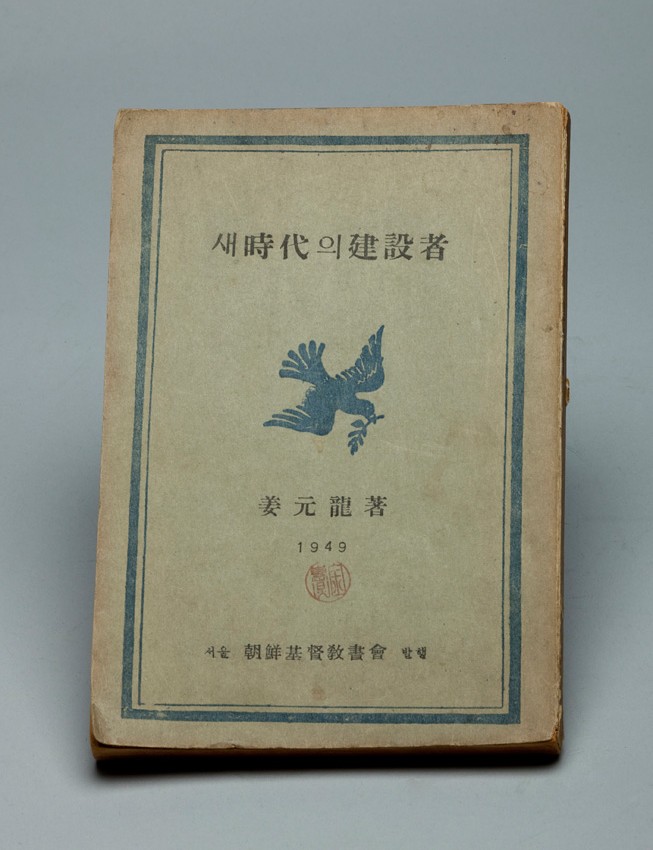 새時代의建設者
姜元龍著
1949
서울 朝鮮基督敎書會 발행